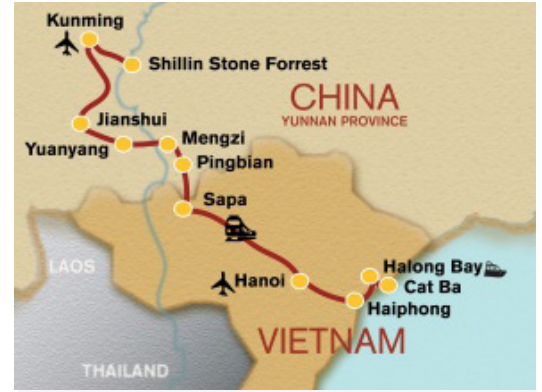 Kunming
Shillin Stone Forrest
CHINA
YUNNAN PROVINCE
Jianshui
Yuanyang
Mengzi
Pingbian
Sapa
LAOS
Hanoi
Halong Bay
Cat Ba
Haiphong
VIETNAM
THAILAND